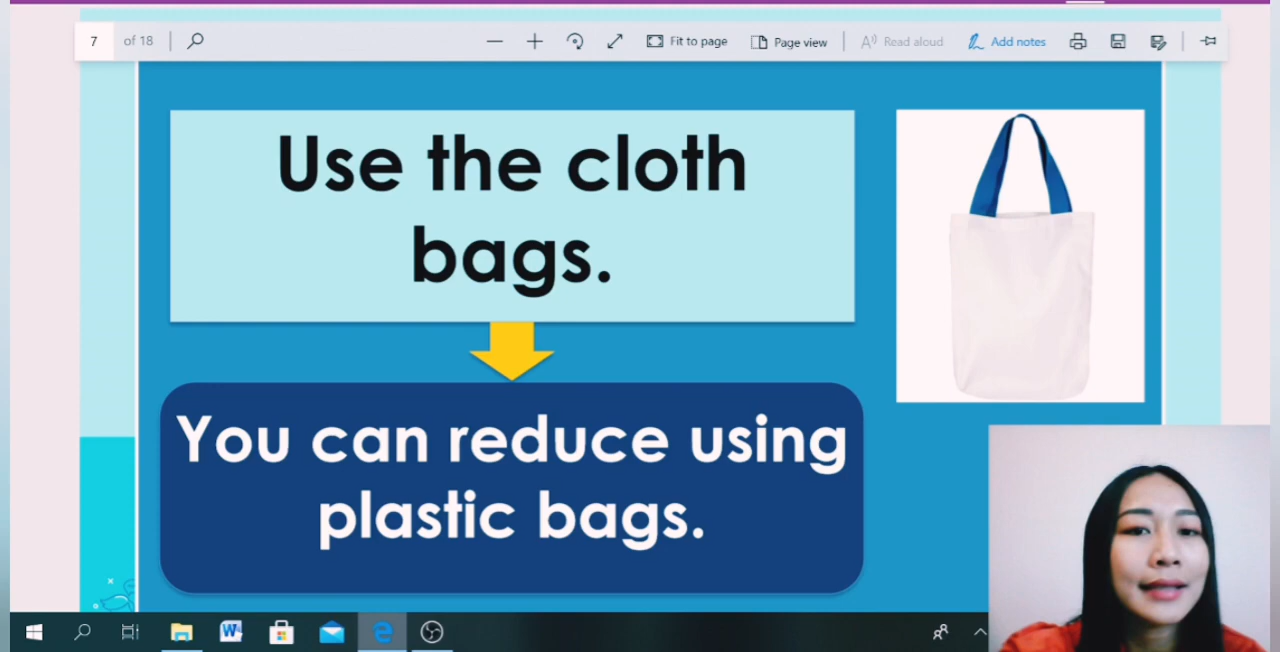 7 of 18 Fit to page Page view Read aloud Add notes
Use the cloth
bags.
You can reduce using
plastic bags.